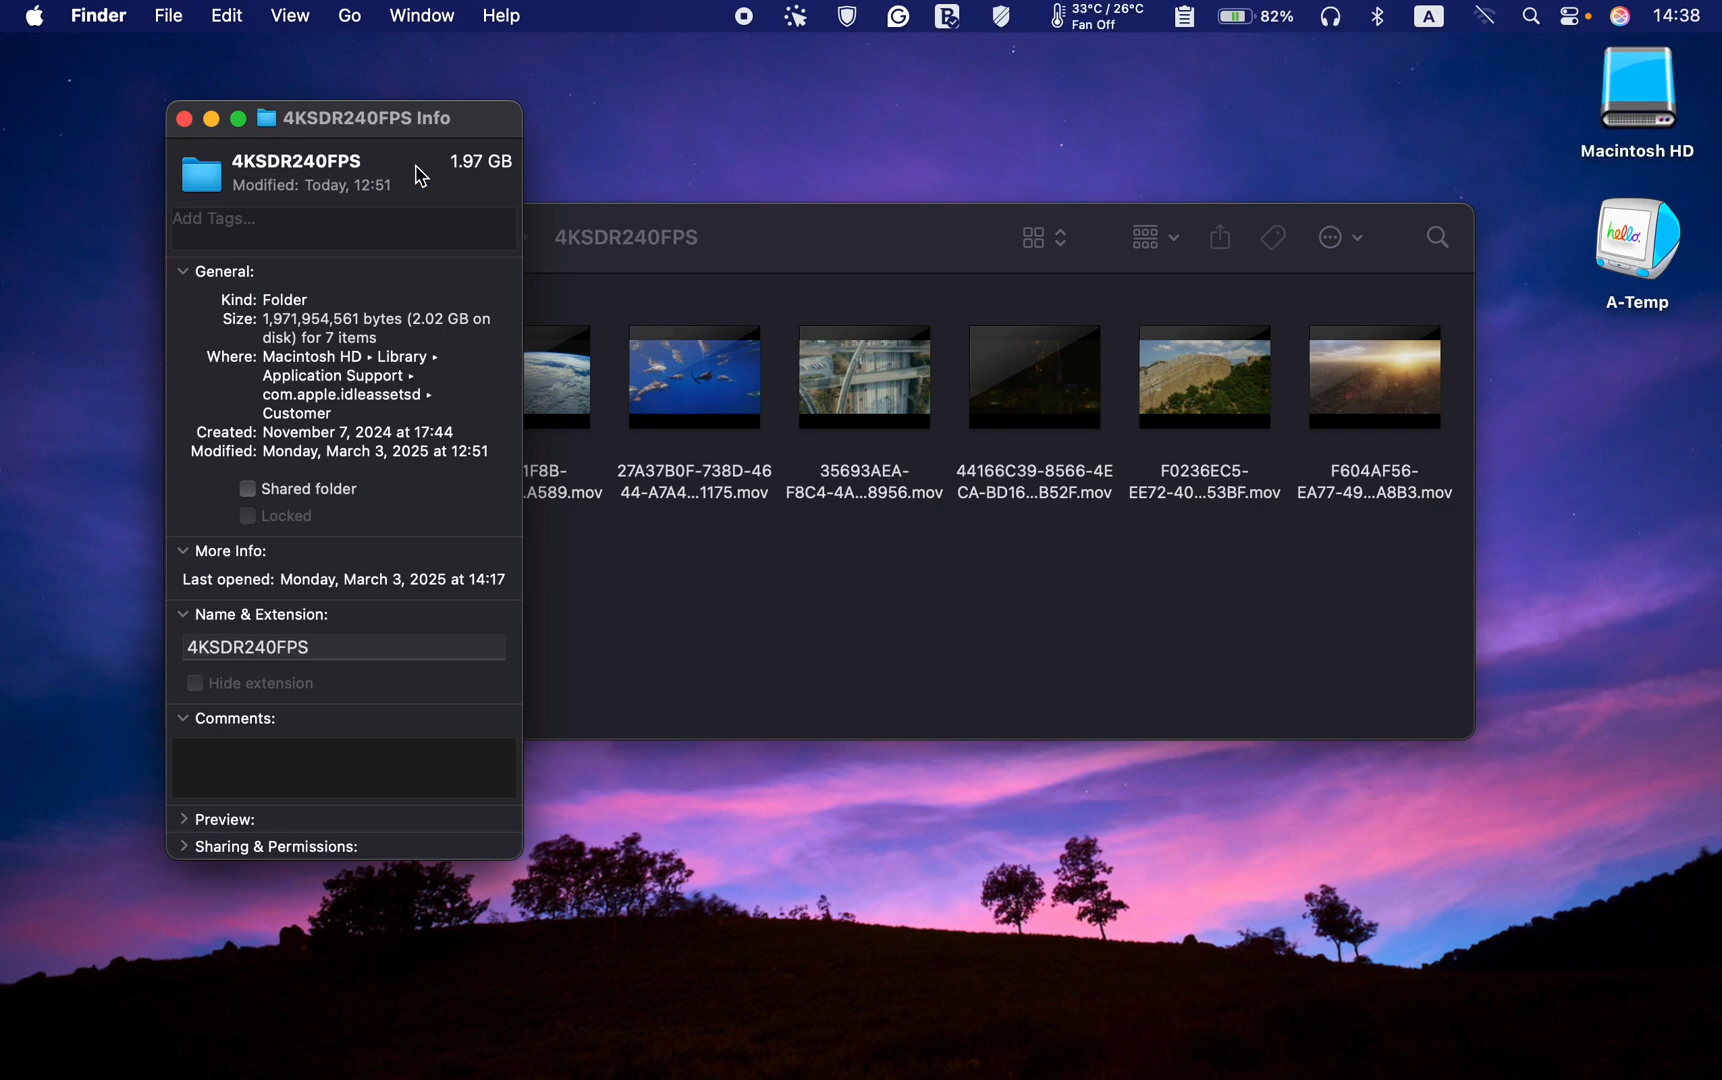 Finder File Edit View Go Window Help
33°C / 26°C
Fan Off
82%
A
14:38
Macintosh HD
hello.
A-Temp
4KSDR240FPS Info
4KSDR240FPS 1.97 GB
Modified: Today, 12:51
Add Tags...
General:
Kind: Folder
Size: 1,971,954,561 bytes (2.02 GB on
disk) for 7 items
Where: Macintosh HD ▸ Library ▸
Application Support ▸
com.apple.idleassetsd ▸
Customer
Created: November 7, 2024 at 17:44
Modified: Monday, March 3, 2025 at 12:51
Shared folder
Locked
More Info:
Last opened: Monday, March 3, 2025 at 14:17
Name & Extension:
4KSDR240FPS
Hide extension
Comments:
Preview:
Sharing & Permissions:
4KSDR240FPS
1F8B-
.A589.mov
27A37B0F-738D-46
44-A7A4...1175.mov
35693AEA-
F8C4-4A...8956.mov
44166C39-8566-4E
CA-BD16...B52F.mov
F0236EC5-
EE72-40...53BF.mov
F604AF56-
EA77-49...A8B3.mov